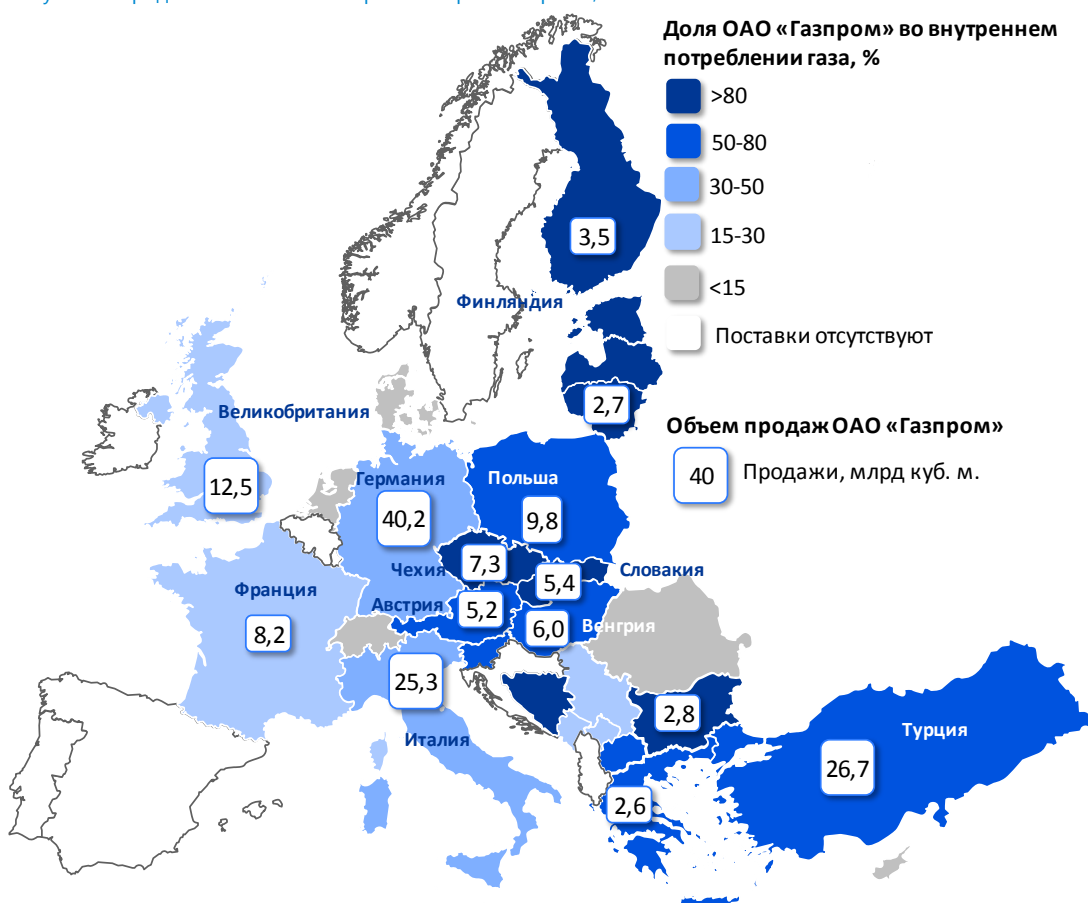 Доля ОАО «Газпром» во внутреннем
потреблении газа, %
>80
50-80
30-50
15-30
<15
Поставки отсутствуют
Объем продаж ОАО «Газпром»
40
Продажи, млрд куб. м.
3,5
Финляндия
2,7
Великобритания
12,5
Германия
40,2
Польша
9,8
Чехия
7,3
Словакия
5,4
Франция
8,2
Австрия
5,2
Венгрия
6,0
25,3
Италия
2,8
Турция
26,7
2,6